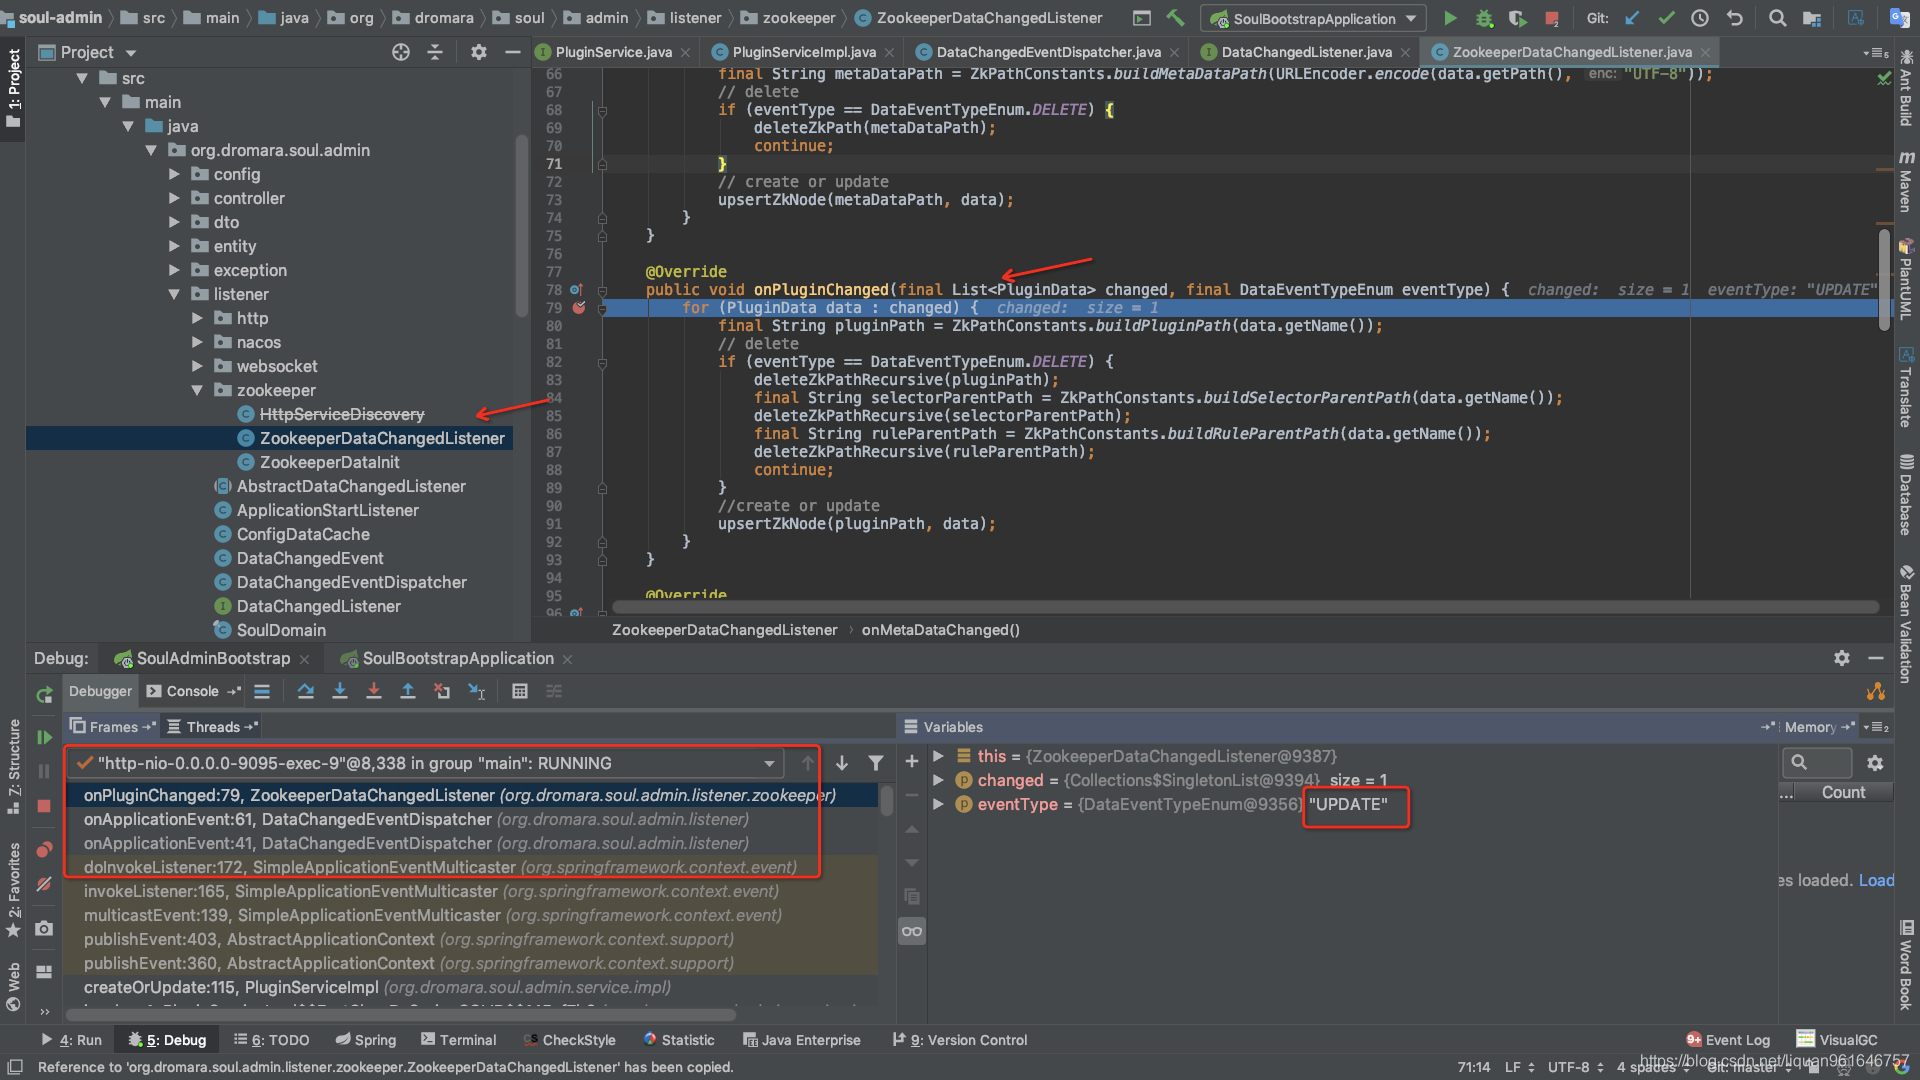 soul-admin src main java org dromara soul admin listener zookeeper ZookeeperDataChangedListener SoulBootstrapApplication Git:
Project
PluginService.java PluginServiceImpl.java DataChangedEventDispatcher.java DataChangedListener.java ZookeeperDataChangedListener.java
1: Project
src
main
java
org.dromara.soul.admin
config
controller
dto
entity
exception
listener
http
nacos
websocket
zookeeper
HttpServiceDiscovery
ZookeeperDataChangedListener
ZookeeperDataInit
AbstractDataChangedListener
ApplicationStartListener
ConfigDataCache
DataChangedEvent
DataChangedEventDispatcher
DataChangedListener
SoulDomain
66 final String metaDataPath = ZkPathConstants.buildMetaDataPath(URLEncoder.encode(data.getPath(), enc: "UTF-8"));
67 // delete
68 if (eventType == DataEventTypeEnum.DELETE) {
69 deleteZkPath(metaDataPath);
70 continue;
71 }
72 // create or update
73 upsertZkNode(metaDataPath, data);
74 }
75 }
76
77 @Override
78 public void onPluginChanged(final List<PluginData> changed, final DataEventTypeEnum eventType) { changed: size = 1 eventType: "UPDATE"
79 for (PluginData data : changed) { changed: size = 1
80 final String pluginPath = ZkPathConstants.buildPluginPath(data.getName());
81 // delete
82 if (eventType == DataEventTypeEnum.DELETE) {
83 deleteZkPathRecursive(pluginPath);
84 final String selectorParentPath = ZkPathConstants.buildSelectorParentPath(data.getName());
85 deleteZkPathRecursive(selectorParentPath);
86 final String ruleParentPath = ZkPathConstants.buildRuleParentPath(data.getName());
87 deleteZkPathRecursive(ruleParentPath);
88 continue;
89 }
90 //create or update
91 upsertZkNode(pluginPath, data);
92 }
93 }
94
95 @Override
96
ZookeeperDataChangedListener onMetaDataChanged()
Ant Build
Maven
PlantUML
Translate
Database
Bean Validation
Word Book
Debug: SoulAdminBootstrap SoulBootstrapApplication
Debugger Console
Frames Threads
"http-nio-0.0.0.0-9095-exec-9"@8,338 in group "main": RUNNING
onPluginChanged:79, ZookeeperDataChangedListener (org.dromara.soul.admin.listener.zookeeper)
onApplicationEvent:61, DataChangedEventDispatcher (org.dromara.soul.admin.listener)
onApplicationEvent:41, DataChangedEventDispatcher (org.dromara.soul.admin.listener)
doInvokeListener:172, SimpleApplicationEventMulticaster (org.springframework.context.event)
invokeListener:165, SimpleApplicationEventMulticaster (org.springframework.context.event)
multicastEvent:139, SimpleApplicationEventMulticaster (org.springframework.context.event)
publishEvent:403, AbstractApplicationContext (org.springframework.context.support)
publishEvent:360, AbstractApplicationContext (org.springframework.context.support)
createOrUpdate:115, PluginServiceImpl (org.dromara.soul.admin.service.impl)
Variables
this = {ZookeeperDataChangedListener@9387}
changed = {Collections$SingletonList@9394} size = 1
eventType = {DataEventTypeEnum@9356} "UPDATE"
Memory
... Count
es loaded. Load
7: Structure
2: Favorites
Web
4: Run 5: Debug 6: TODO Spring Terminal CheckStyle Statistic Java Enterprise 9: Version Control Event Log VisualGC
Reference to 'org.dromara.soul.admin.listener.zookeeper.ZookeeperDataChangedListener' has been copied. 71:14 LF UTF-8 4 spaces Git: master
https://blog.csdn.net/liquan961646757